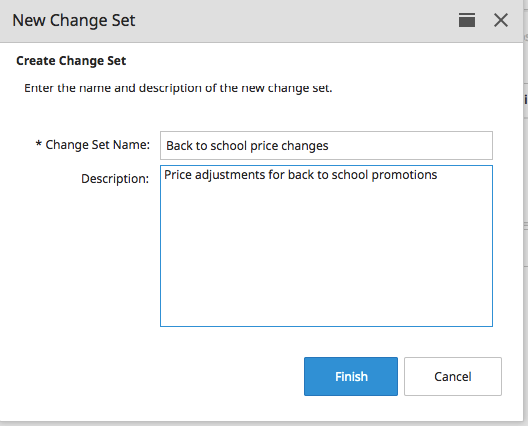 New Change Set
Create Change Set
Enter the name and description of the new change set.
* Change Set Name: Back to school price changes
Description: Price adjustments for back to school promotions
Finish Cancel